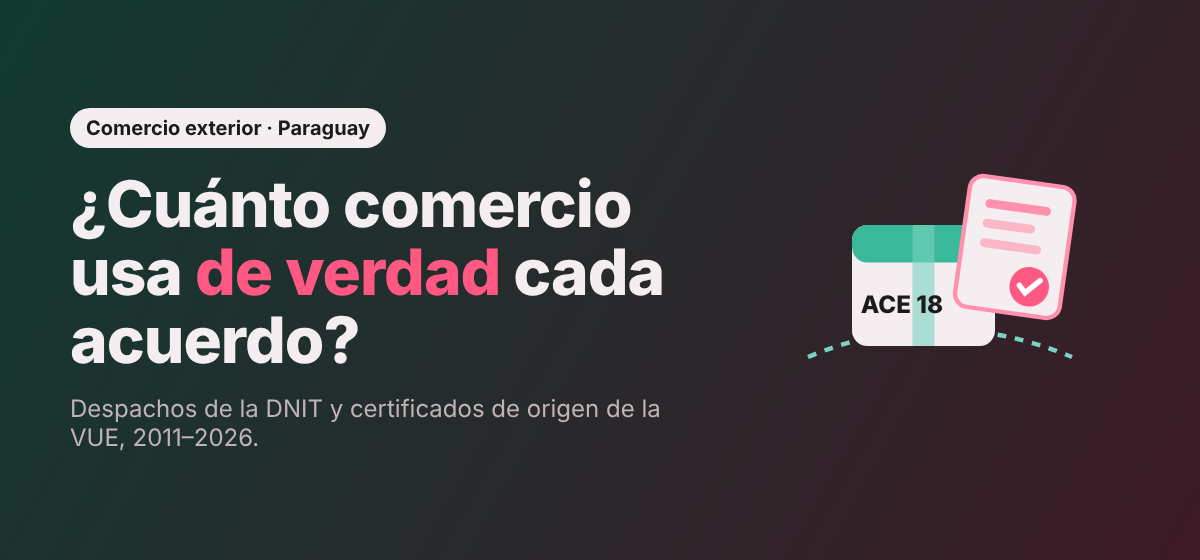 Comercio exterior · Paraguay
¿Cuánto comercio
usa de verdad cada
acuerdo?
Despachos de la DNIT y certificados de origen de la
VUE, 2011–2026.
ACE 18